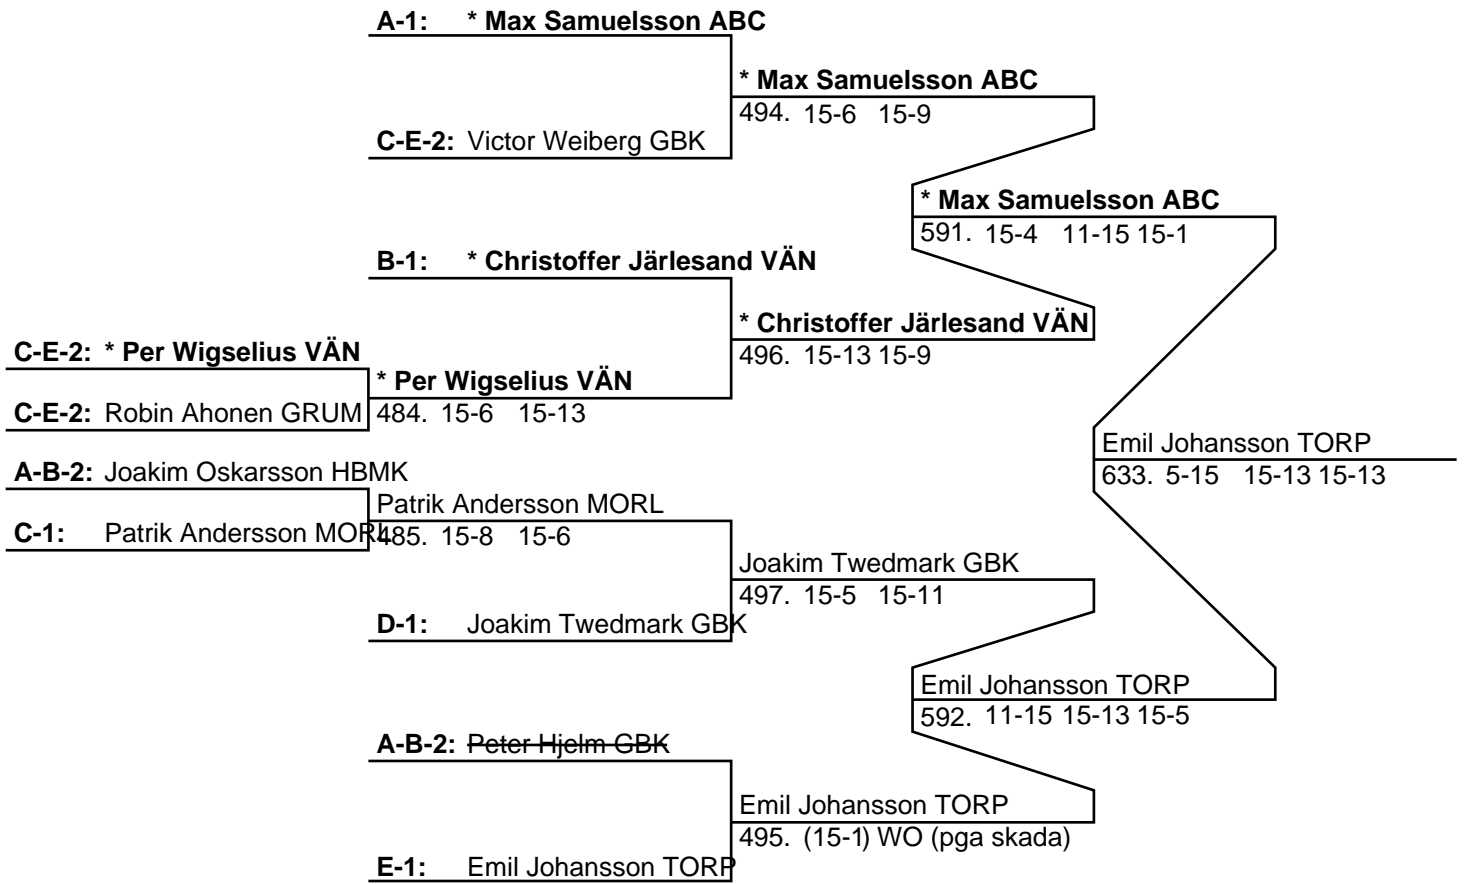 A-1: * Max Samuelsson ABC
* Max Samuelsson ABC
494. 15-6 15-9
C-E-2: Victor Weiberg GBK
* Max Samuelsson ABC
591. 15-4 11-15 15-1
B-1: * Christoffer Järlesand VÄN
* Christoffer Järlesand VÄN
496. 15-13 15-9
C-E-2: * Per Wigselius VÄN
* Per Wigselius VÄN
484. 15-6 15-13
C-E-2: Robin Ahonen GRUM
Emil Johansson TORP
633. 5-15 15-13 15-13
A-B-2: Joakim Oskarsson HBMK
Patrik Andersson MORL
485. 15-8 15-6
C-1: Patrik Andersson MORL
Joakim Twedmark GBK
497. 15-5 15-11
D-1: Joakim Twedmark GBK
Emil Johansson TORP
592. 11-15 15-13 15-5
A-B-2: Peter Hjelm GBK
Emil Johansson TORP
495. (15-1) WO (pga skada)
E-1: Emil Johansson TORP